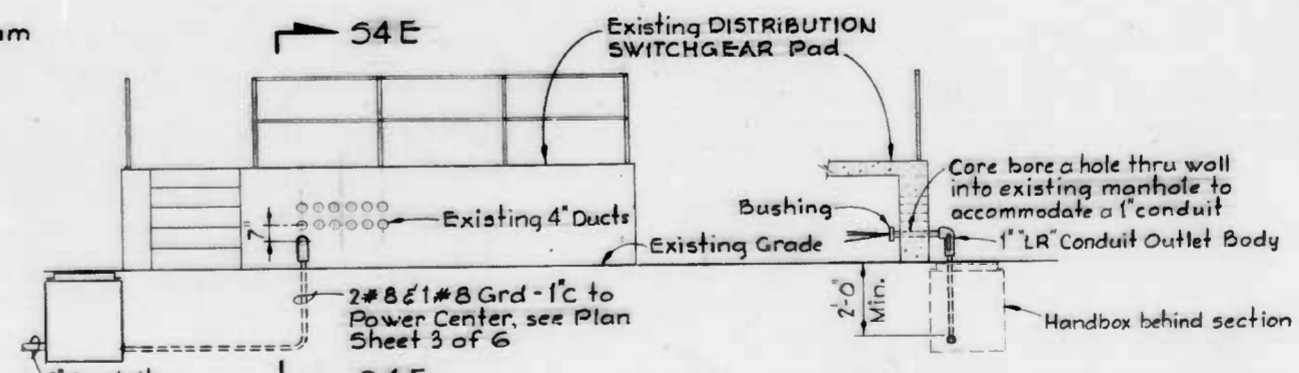 S4E
Existing DISTRIBUTION
SWITCHGEAR Pad
Core bore a hole thru wall
into existing manhole to
accommodate a 1" conduit
Bushing
1" "LR" Conduit Outlet Body
Existing 4" Ducts
7"
Existing Grade
2#8 & 1#8 Grd - 1"C to
Power Center, see Plan
Sheet 3 of 6
2'-0"
Min.
Handbox behind section